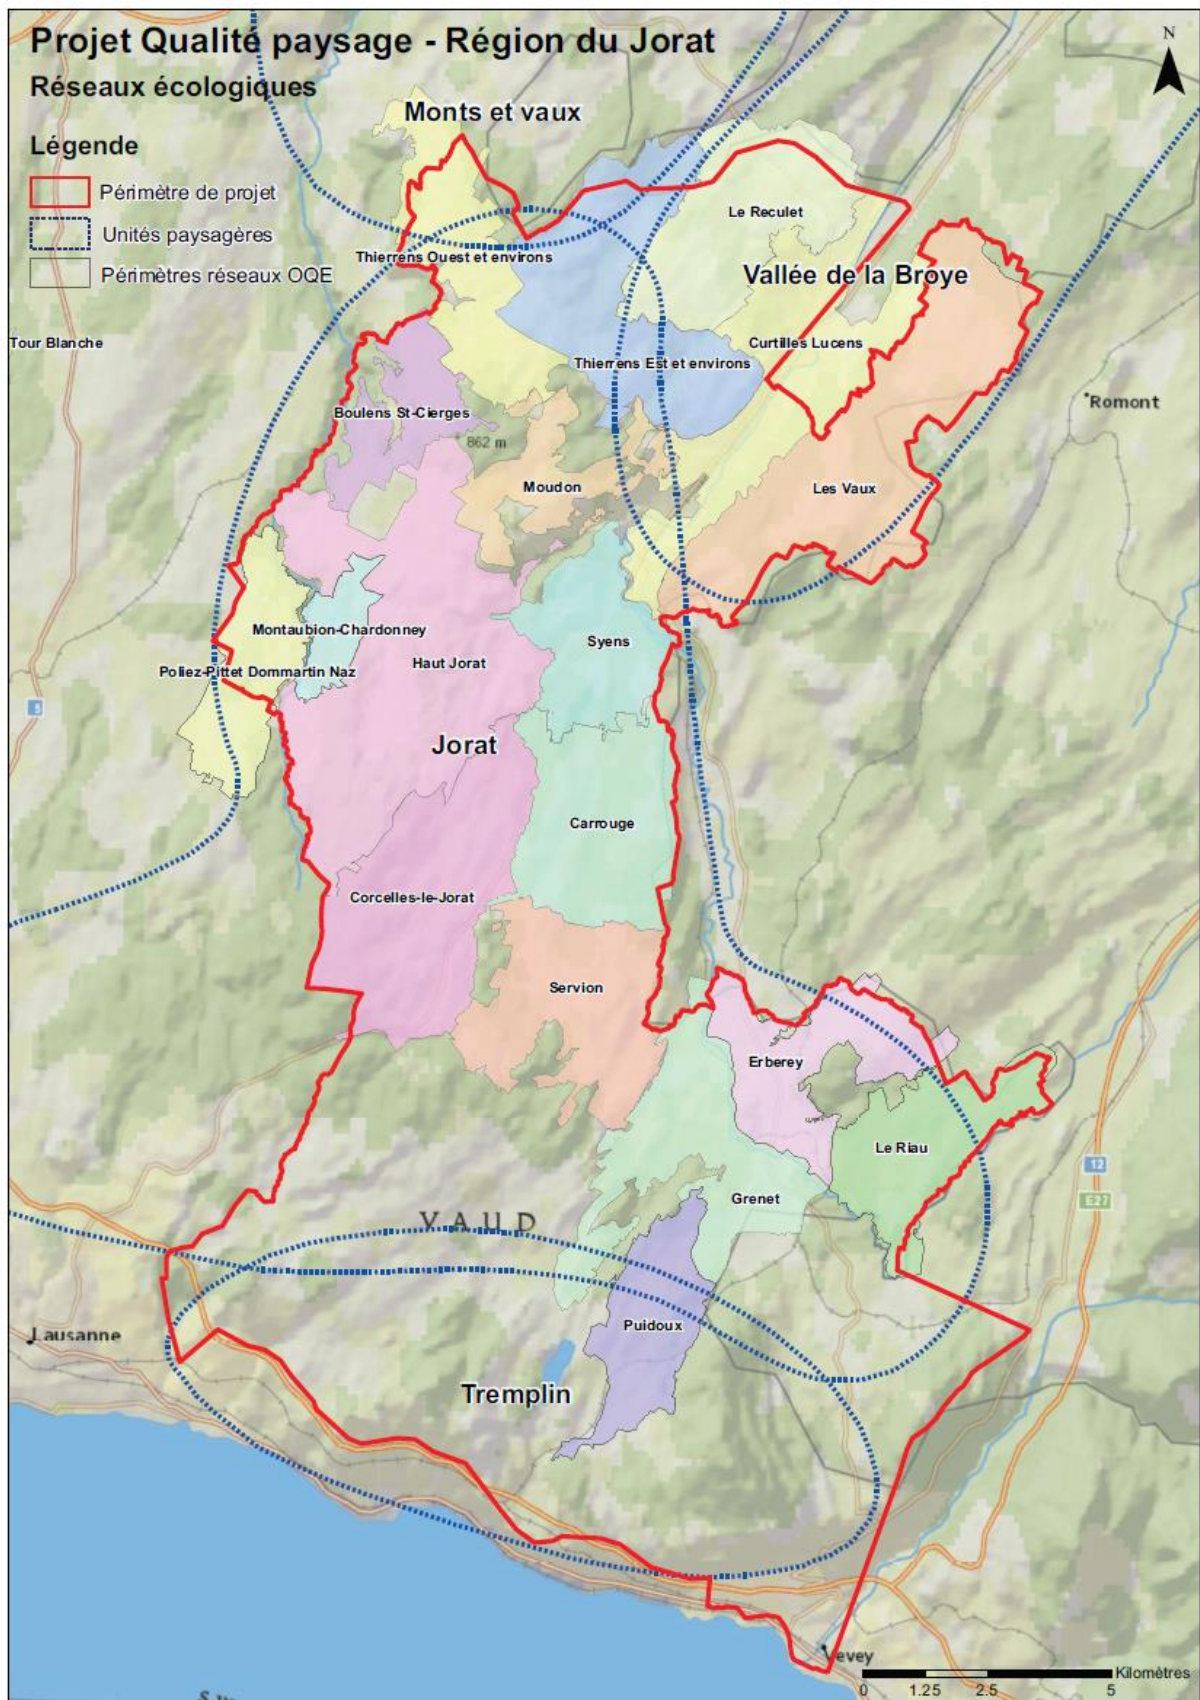 Projet Qualité paysage - Région du Jorat
Réseaux écologiques
N
Légende
Périmètre de projet
Unités paysagères
Périmètres réseaux OQE
Monts et vaux
Le Reculet
Thierrens Ouest et environs
Vallée de la Broye
Tour Blanche
Curtilles Lucens
Thierrens Est et environs
Romont
Boulens St-Cierges
862 m
Moudon
Les Vaux
Montaubion-Chardonney
Syens
Haut Jorat
Poliez-Pittet Dommartin Naz
5
Jorat
Carrouge
Corcelles-le-Jorat
Servion
Erberey
Le Riau
12
E27
Grenet
VAUD
Puidoux
Lausanne
Tremplin
Vevey
Kilomètres
0 1.25 2.5 5